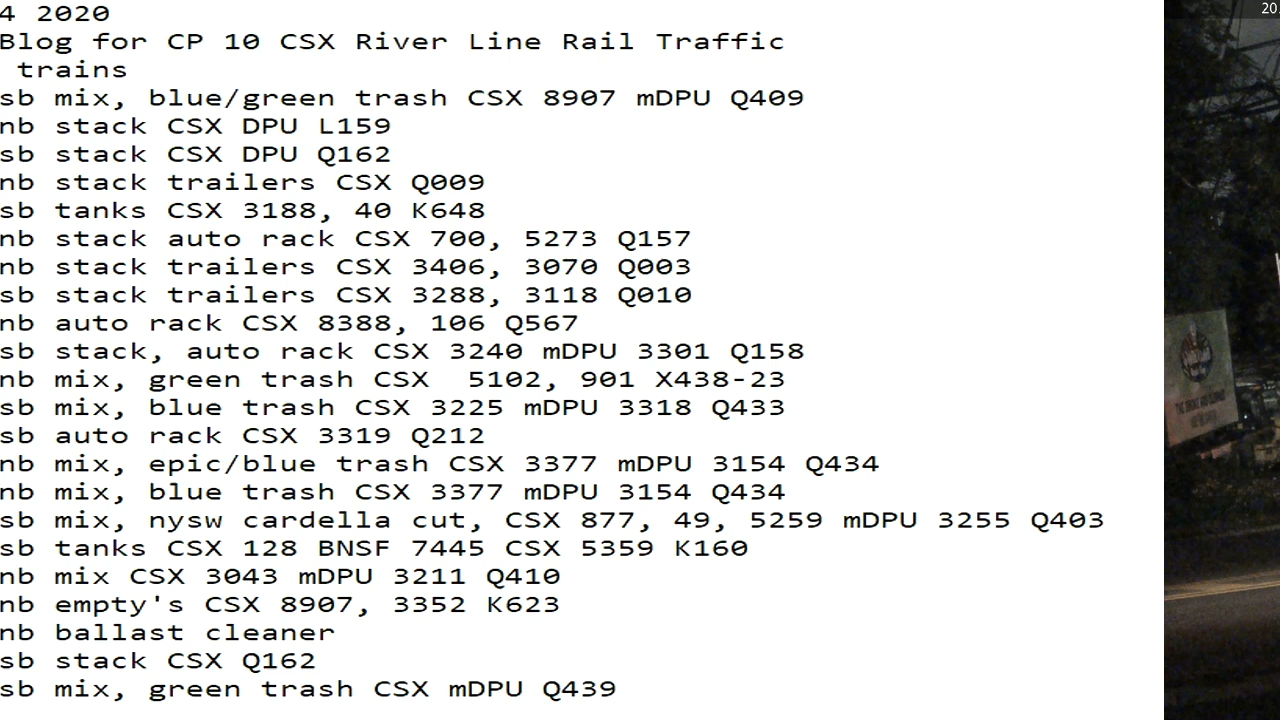 4 2020
Blog for CP 10 CSX River Line Rail Traffic
trains
sb mix, blue/green trash CSX 8907 mDPU Q409
nb stack CSX DPU L159
sb stack CSX DPU Q162
nb stack trailers CSX Q009
sb tanks CSX 3188, 40 K648
nb stack auto rack CSX 700, 5273 Q157
nb stack trailers CSX 3406, 3070 Q003
sb stack trailers CSX 3288, 3118 Q010
nb auto rack CSX 8388, 106 Q567
sb stack, auto rack CSX 3240 mDPU 3301 Q158
nb mix, green trash CSX  5102, 901 X438-23
sb mix, blue trash CSX 3225 mDPU 3318 Q433
sb auto rack CSX 3319 Q212
nb mix, epic/blue trash CSX 3377 mDPU 3154 Q434
nb mix, blue trash CSX 3377 mDPU 3154 Q434
sb mix, nysw cardella cut, CSX 877, 49, 5259 mDPU 3255 Q403
sb tanks CSX 128 BNSF 7445 CSX 5359 K160
nb mix CSX 3043 mDPU 3211 Q410
nb empty's CSX 8907, 3352 K623
nb ballast cleaner
sb stack CSX Q162
sb mix, green trash CSX mDPU Q439
20